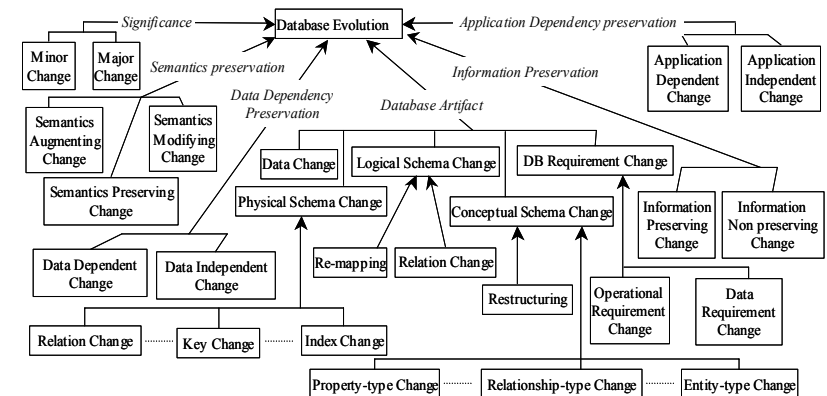 Significance
Database Evolution
Application Dependency preservation
Minor
Change
Major
Change
Semantics preservation
Information Preservation
Application
Dependent
Change
Application
Independent
Change
Data Dependency
Preservation
Database Artifact
Semantics
Augmenting
Change
Semantics
Modifying
Change
Data Change
Logical Schema Change
DB Requirement Change
Semantics Preserving
Change
Physical Schema Change
Conceptual Schema Change
Information
Preserving
Change
Information
Non preserving
Change
Data Dependent
Change
Data Independent
Change
Re-mapping
Relation Change
Restructuring
Operational
Requirement
Change
Data
Requirement
Change
Relation Change
Key Change
Index Change
Property-type Change
Relationship-type Change
Entity-type Change